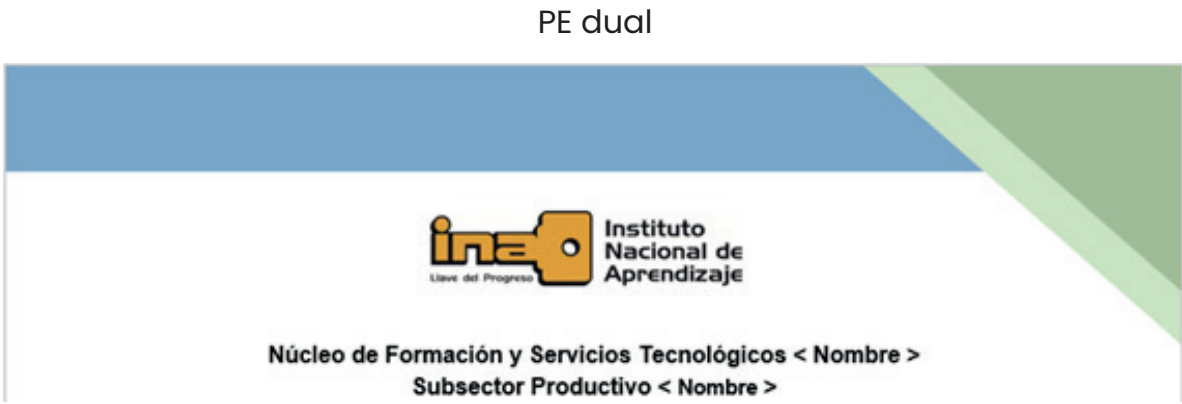 PE dual
ina
Llave del Progreso
Instituto
Nacional de
Aprendizaje
Núcleo de Formación y Servicios Tecnológicos < Nombre >
Subsector Productivo < Nombre >